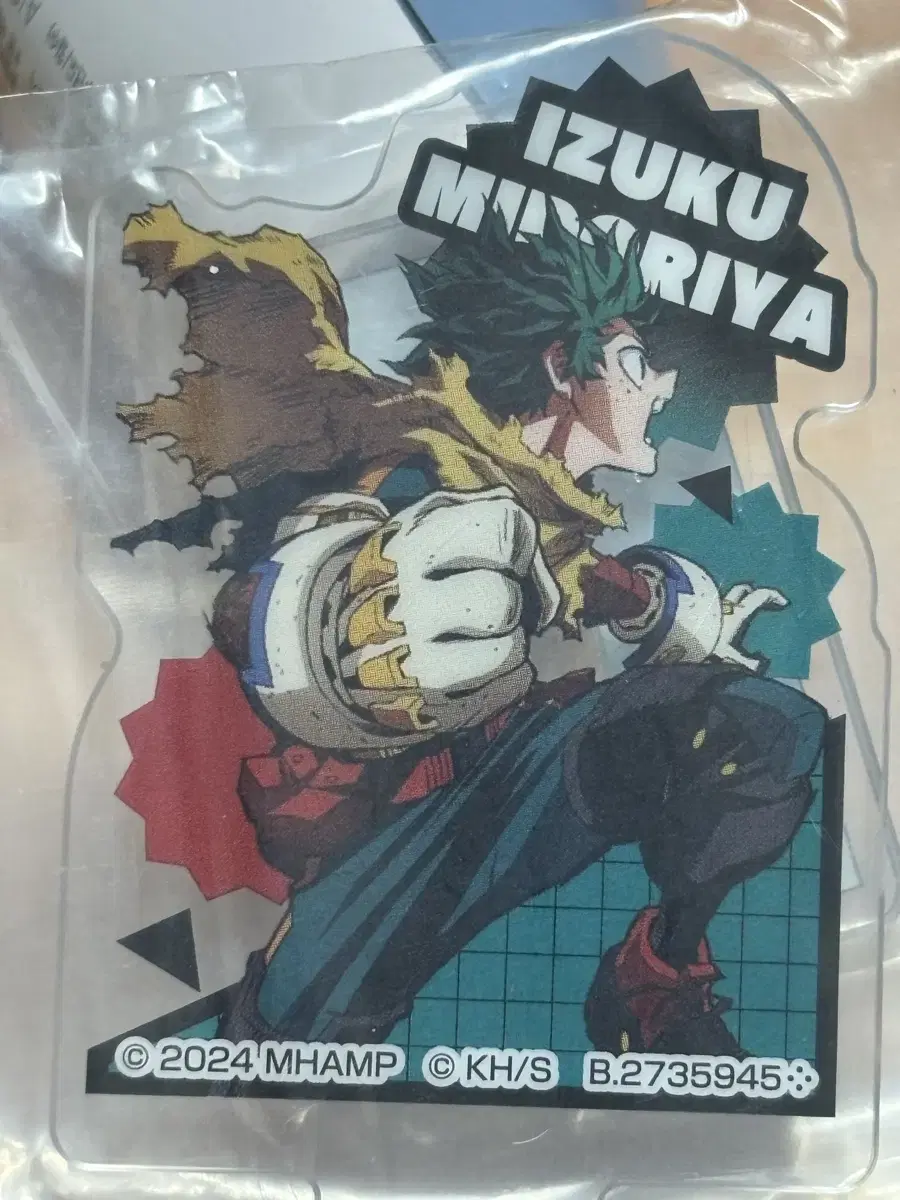 IZUKU
MIDORIYA
© 2024 MHAMP © KH/S B.2735945